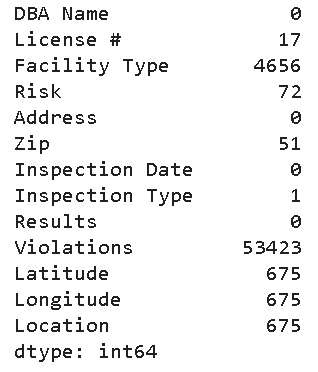 DBA Name 0
License # 17
Facility Type 4656
Risk 72
Address 0
Zip 51
Inspection Date 0
Inspection Type 1
Results 0
Violations 53423
Latitude 675
Longitude 675
Location 675
dtype: int64